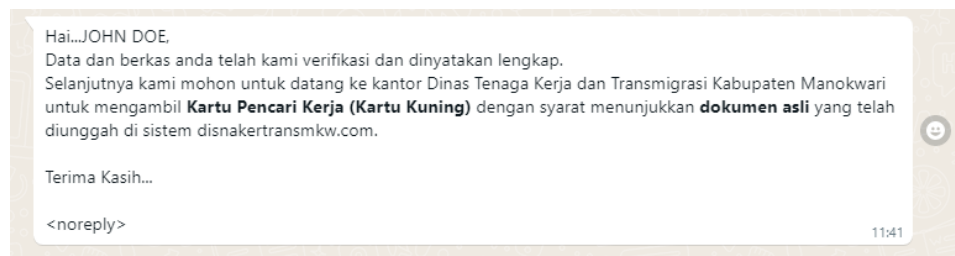 Hai...JOHN DOE,
Data dan berkas anda telah kami verifikasi dan dinyatakan lengkap.
Selanjutnya kami mohon untuk datang ke kantor Dinas Tenaga Kerja dan Transmigrasi Kabupaten Manokwari
untuk mengambil Kartu Pencari Kerja (Kartu Kuning) dengan syarat menunjukkan dokumen asli yang telah
diunggah di sistem disnakertransmkw.com.
Terima Kasih...
<noreply>
11:41